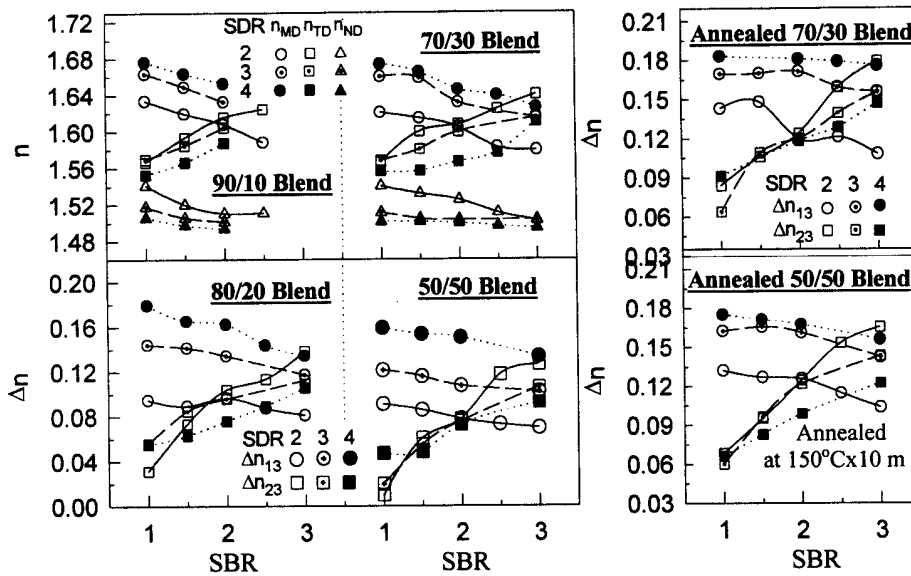 1.72
1.68
1.64
1.60
1.56
1.52
1.48
n
SDR nMD nTD nND
2
3
4
70/30 Blend
90/10 Blend
0.20
0.16
0.12
0.08
0.04
0.00
Δn
80/20 Blend
50/50 Blend
SDR 2 3 4
Δn13
Δn23
1 2 3
1 2 3
SBR
SBR
0.21
0.18
0.15
0.12
0.09
0.06
0.03
Δn
Annealed 70/30 Blend
SDR 2 3 4
Δn13
Δn23
0.21
0.18
0.15
0.12
0.09
0.06
0.03
Δn
Annealed 50/50 Blend
Annealed
at 150°Cx10 m
1 2 3
SBR